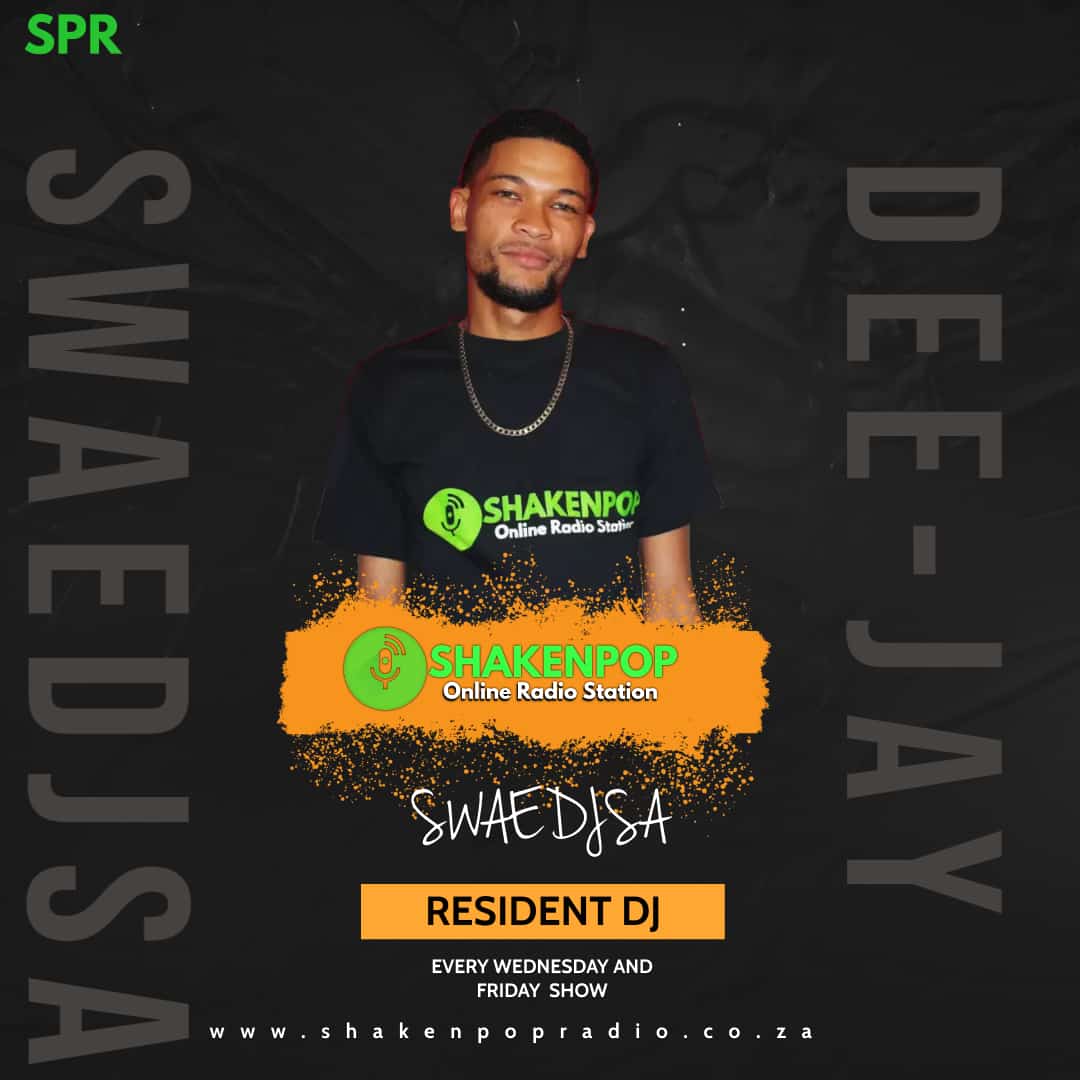 SPR
SWAEDJSA
DEE-JAY
SHAKENPOP
Online Radio Station
SHAKENPOP
Online Radio Station
SWAEDJSA
RESIDENT DJ
EVERY WEDNESDAY AND
FRIDAY SHOW
www.shakenpopradio.co.za